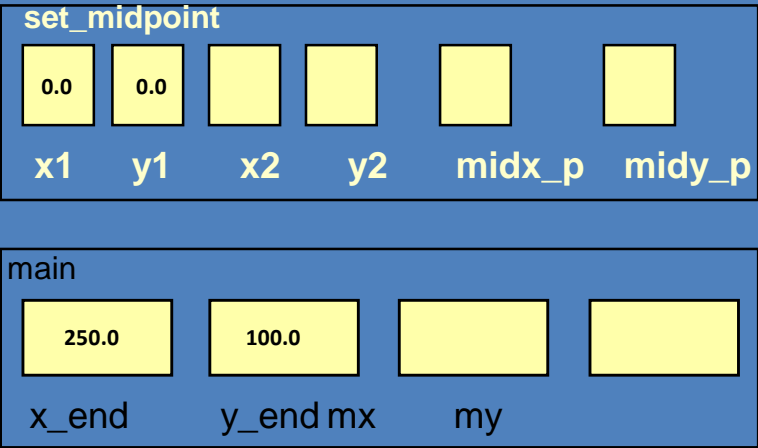 set_midpoint
0.0 0.0
x1 y1 x2 y2 midx_p midy_p
main
250.0 100.0
x_end y_end mx my